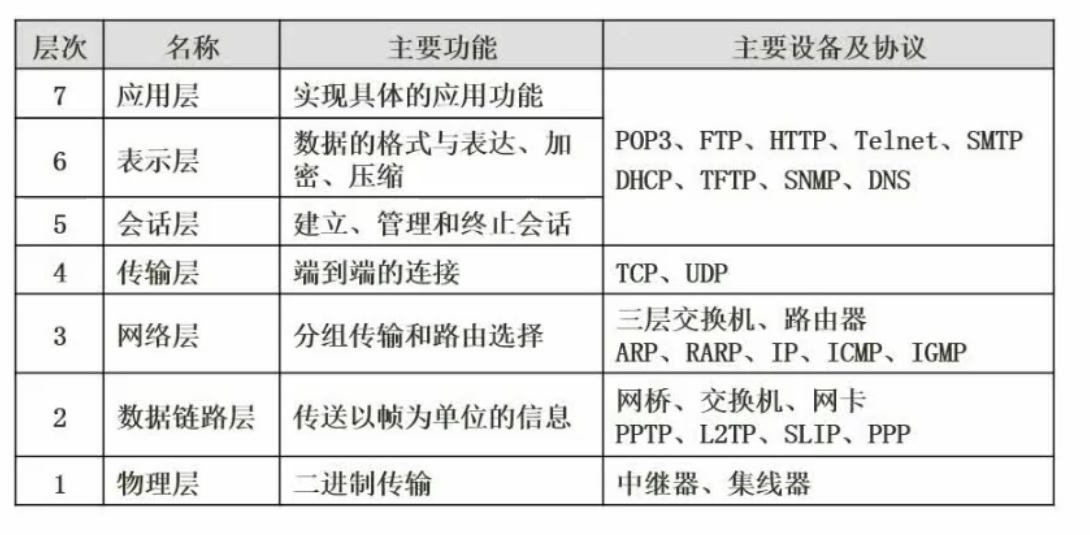 层次 名称 主要功能 主要设备及协议
7 应用层 实现具体的应用功能
6 表示层 数据的格式与表达、加
密、压缩
POP3、FTP、HTTP、Telnet、SMTP
DHCP、TFTP、SNMP、DNS
5 会话层 建立、管理和终止会话
4 传输层 端到端的连接 TCP、UDP
3 网络层 分组传输和路由选择 三层交换机、路由器
ARP、RARP、IP、ICMP、IGMP
2 数据链路层 传送以帧为单位的信息 网桥、交换机、网卡
PPTP、L2TP、SLIP、PPP
1 物理层 二进制传输 中继器、集线器